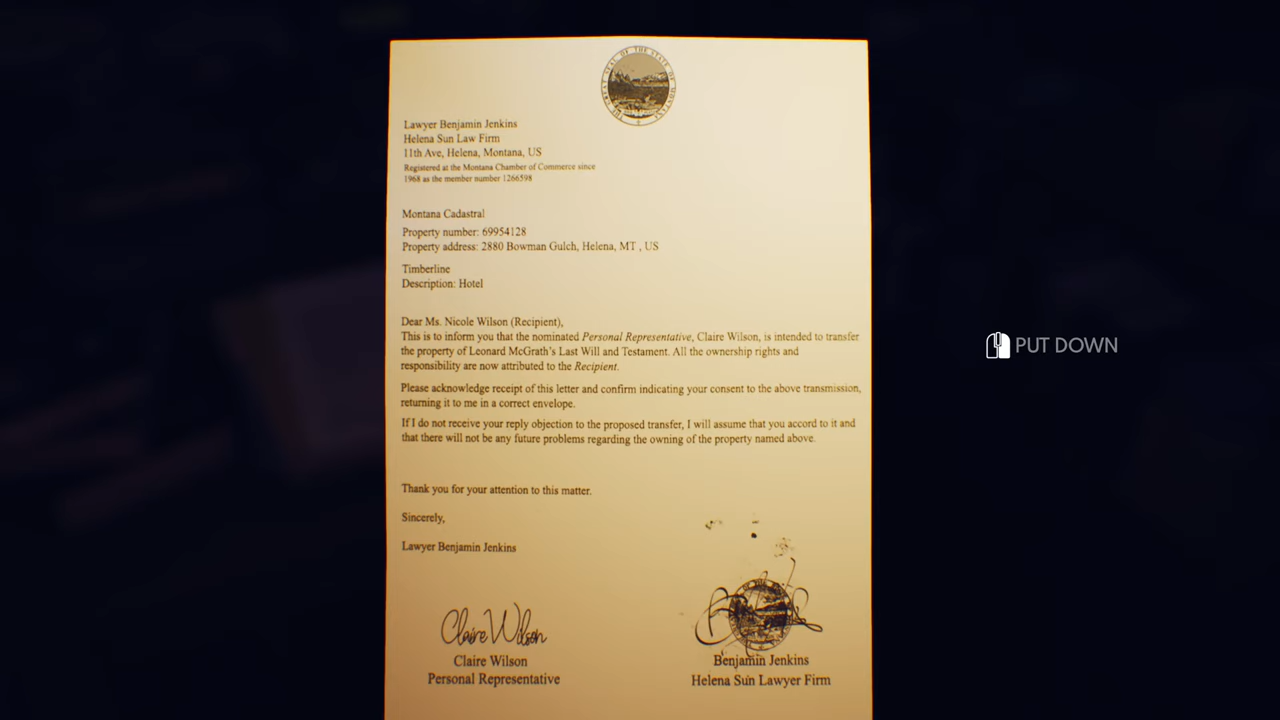 THE GREAT SEAL OF THE STATE OF MONTANA
Lawyer Benjamin Jenkins
Helena Sun Law Firm
11th Ave, Helena, Montana, US
Registered at the Montana Chamber of Commerce since
1968 as the member number 1266598
Montana Cadastral
Property number: 69954128
Property address: 2880 Bowman Gulch, Helena, MT , US
Timberline
Description: Hotel
Dear Ms. Nicole Wilson (Recipient),
This is to inform you that the nominated Personal Representative, Claire Wilson, is intended to transfer
the property of Leonard McGrath's Last Will and Testament. All the ownership rights and
responsibility are now attributed to the Recipient.
PUT DOWN
Please acknowledge receipt of this letter and confirm indicating your consent to the above transmission,
returning it to me in a correct envelope.
If I do not receive your reply objection to the proposed transfer, I will assume that you accord to it and
that there will not be any future problems regarding the owning of the property named above.
Thank you for your attention to this matter.
Sincerely,
Lawyer Benjamin Jenkins
Claire Wilson
Claire Wilson
Personal Representative
Benjamin Jenkins
Helena Sun Lawyer Firm